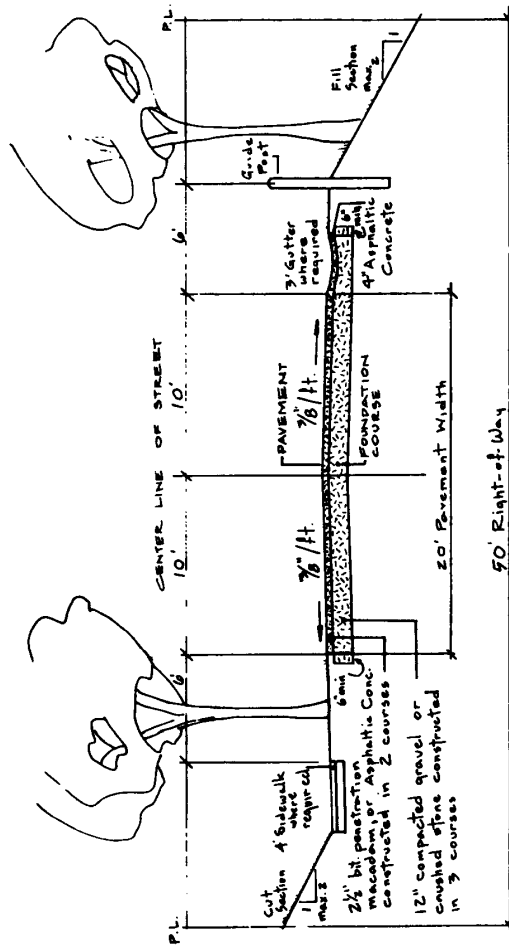 P.L.
P.L.
CENTER LINE OF STREET
6'
10'
10'
6'
Cut
Section
1
max. 2
4' Sidewalk
where
required
3/8"/ft.
PAVEMENT
3/8"/ft.
FOUNDATION
COURSE
3' Gutter
where
required
Guide
Post
Fill
Section
max. 2
1
6" min
6"
min
4" Asphaltic
Concrete
2½" bit. penetration
macadam, or Asphaltic Conc.
constructed in 2 courses
12" compacted gravel or
crushed stone constructed
in 3 courses
20' Pavement Width
50' Right-of-Way